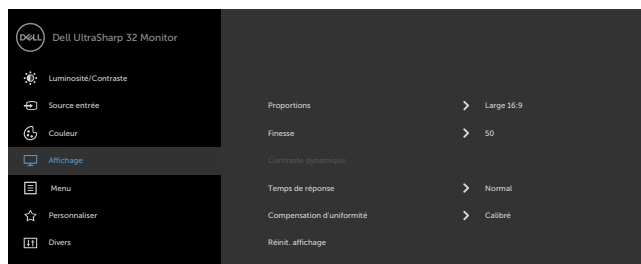 DELL Dell UltraSharp 32 Monitor
Luminosité/Contraste
Source entrée
Proportions Large 16:9
Couleur
Finesse 50
Affichage
Contraste dynamique
Menu
Temps de réponse Normal
Personnaliser
Compensation d'uniformité Calibré
Divers
Réinit. affichage